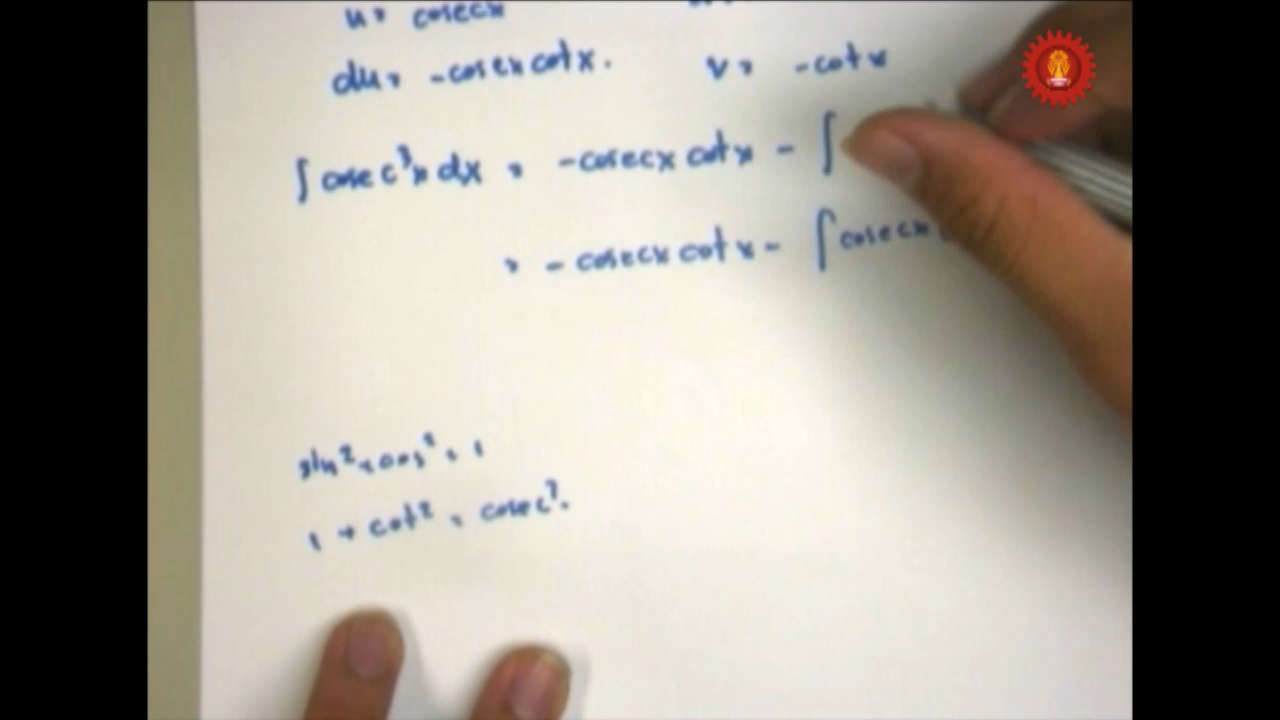 u = cosecx
du = -cosecx cotx. v = -cotx
∫cosec³x dx = -cosecx cotx - ∫
= -cosecx cotx - ∫cosecx
sin² + cos² = 1
1 + cot² = cosec².